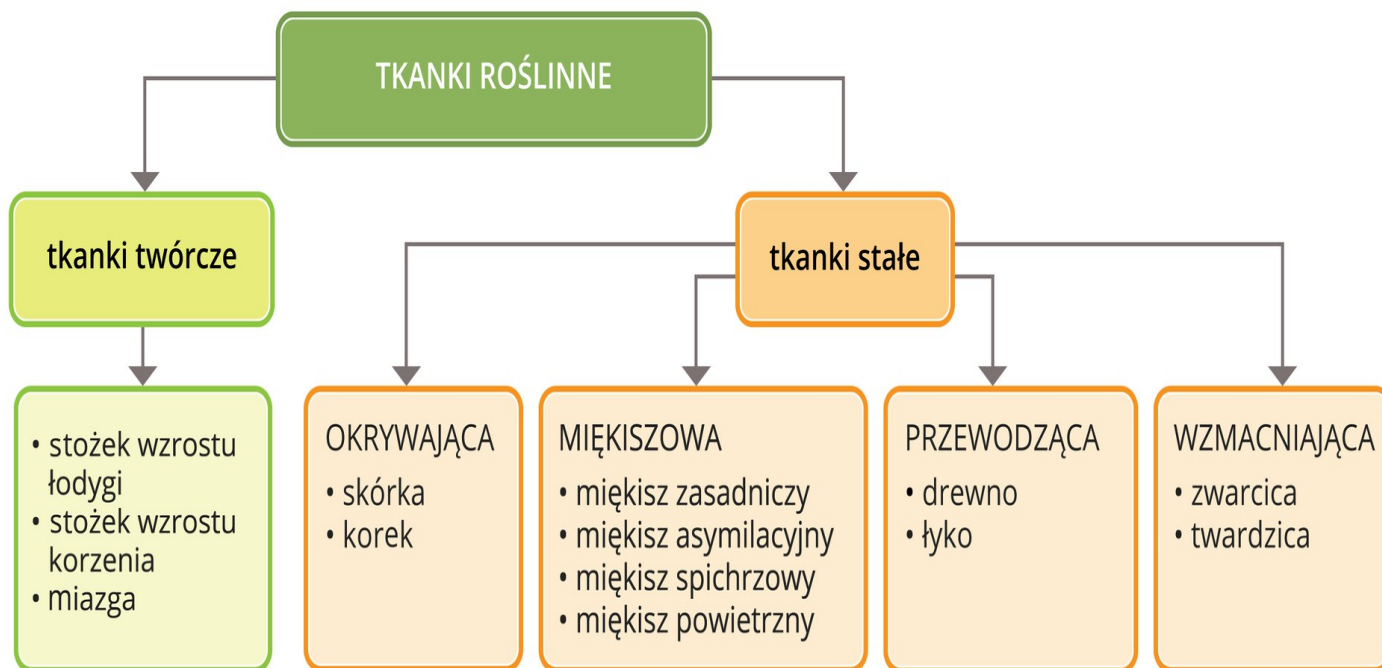 TKANKI ROŚLINNE
tkanki twórcze
tkanki stałe
• stożek wzrostu
łodygi
• stożek wzrostu
korzenia
• miazga
OKRYWAJĄCA
• skórka
• korek
MIĘKISZOWA
• miękisz zasadniczy
• miękisz asymilacyjny
• miękisz spichrzowy
• miękisz powietrzny
PRZEWODZĄCA
• drewno
• łyko
WZMACNIAJĄCA
• zwarcica
• twardzica